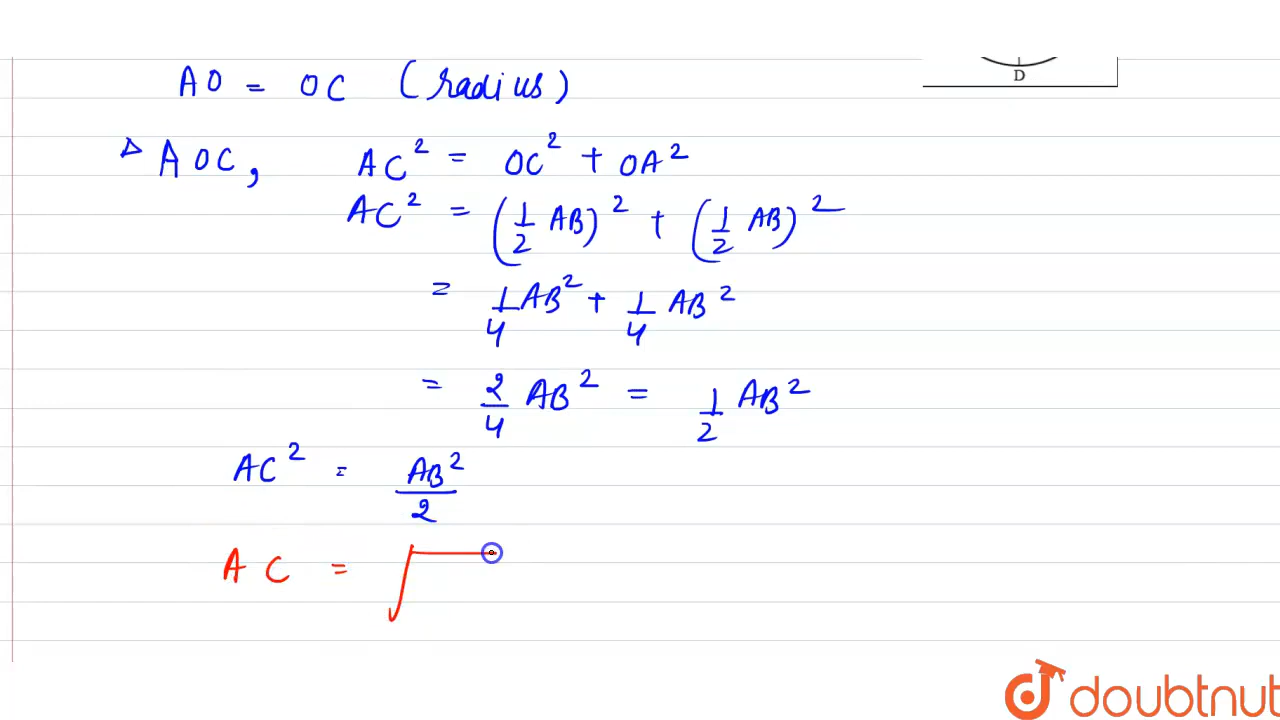 D
AO = OC (radius)
△ AOC, AC² = OC² + OA²
AC² = (1/2 AB)² + (1/2 AB)²
= 1/4 AB² + 1/4 AB²
= 2/4 AB² = 1/2 AB²
AC² = AB²/2
AC = √
doubtnut